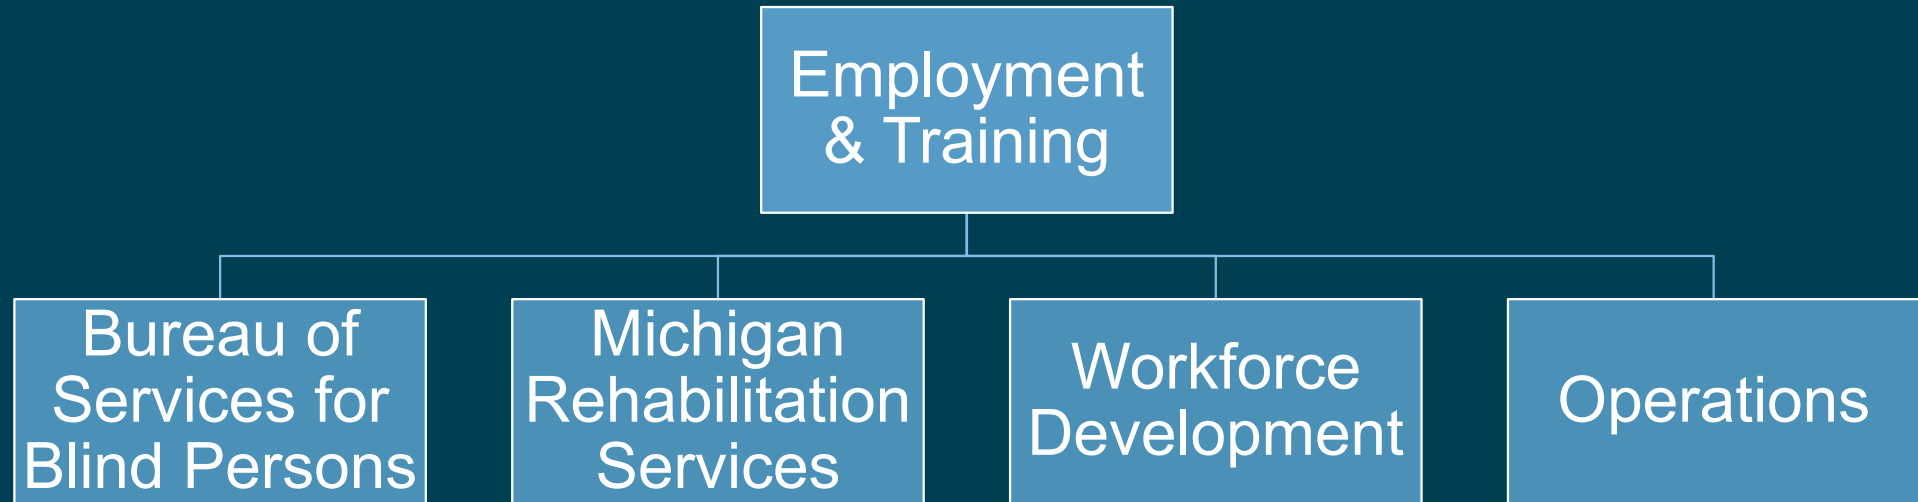 Employment
& Training
Bureau of
Services for
Blind Persons
Michigan
Rehabilitation
Services
Workforce
Development
Operations